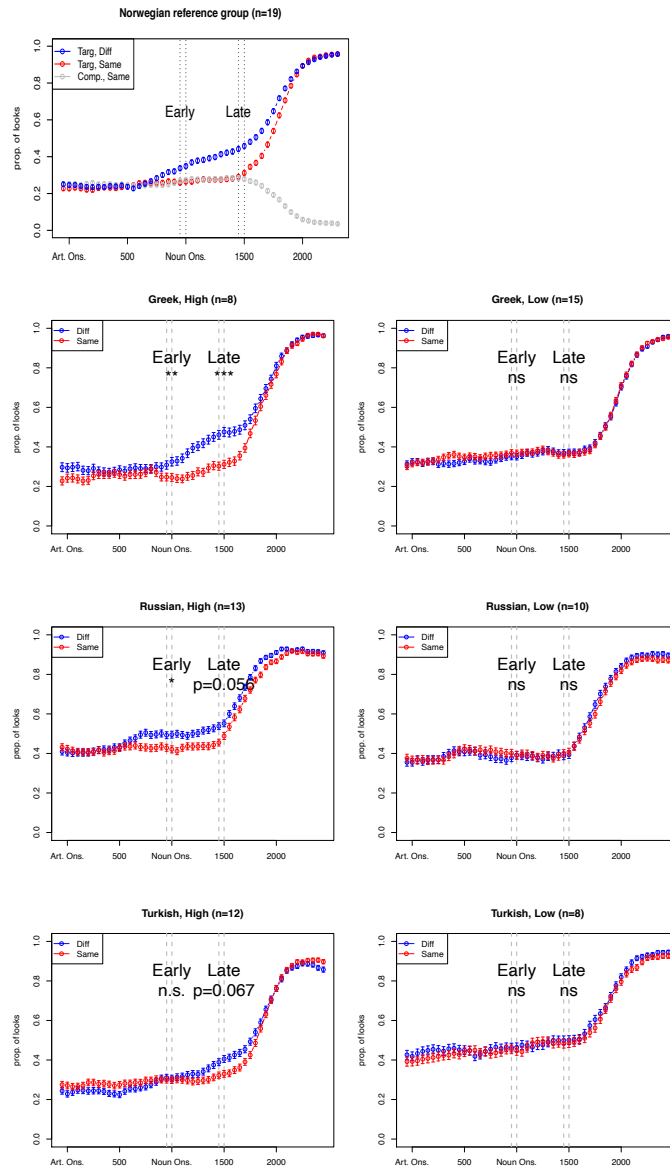 Norwegian reference group (n=19)
Targ, Diff
Targ, Same
Comp., Same
Early
Late
prop. of looks
0.0
0.2
0.4
0.6
0.8
1.0
Art. Ons.
500
Noun Ons.
2000
Greek, High (n=8)
Diff
Same
Early
**
Late
***
prop. of looks
0.0
0.2
0.4
0.6
0.8
1.0
Art. Ons.
500
Noun Ons.
1500
2000
Greek, Low (n=15)
Diff
Same
Early
ns
Late
ns
prop. of looks
0.0
0.2
0.4
0.6
0.8
1.0
Art. Ons.
500
Noun Ons.
1500
2000
Russian, High (n=13)
Diff
Same
Early
*
Late
p=0.056
prop. of looks
0.0
0.2
0.4
0.6
0.8
1.0
Art. Ons.
500
Noun Ons.
1500
2000
Russian, Low (n=10)
Diff
Same
Early
ns
Late
ns
prop. of looks
0.0
0.2
0.4
0.6
0.8
1.0
Art. Ons.
500
Noun Ons.
1500
2000
Turkish, High (n=12)
Diff
Same
Early
n.s.
Late
p=0.067
prop. of looks
0.0
0.2
0.4
0.6
0.8
1.0
Art. Ons.
500
Noun Ons.
1500
2000
Turkish, Low (n=8)
Diff
Same
Early
ns
Late
ns
prop. of looks
0.0
0.2
0.4
0.6
0.8
1.0
Art. Ons.
500
Noun Ons.
1500
2000